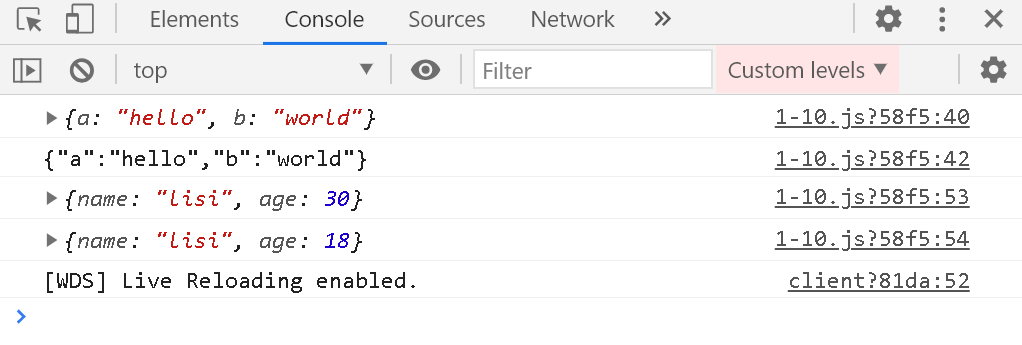 Elements Console Sources Network
top Filter Custom levels
{a: "hello", b: "world"} 1-10.js?58f5:40
{"a":"hello","b":"world"} 1-10.js?58f5:42
{name: "lisi", age: 30} 1-10.js?58f5:53
{name: "lisi", age: 18} 1-10.js?58f5:54
[WDS] Live Reloading enabled. client?81da:52